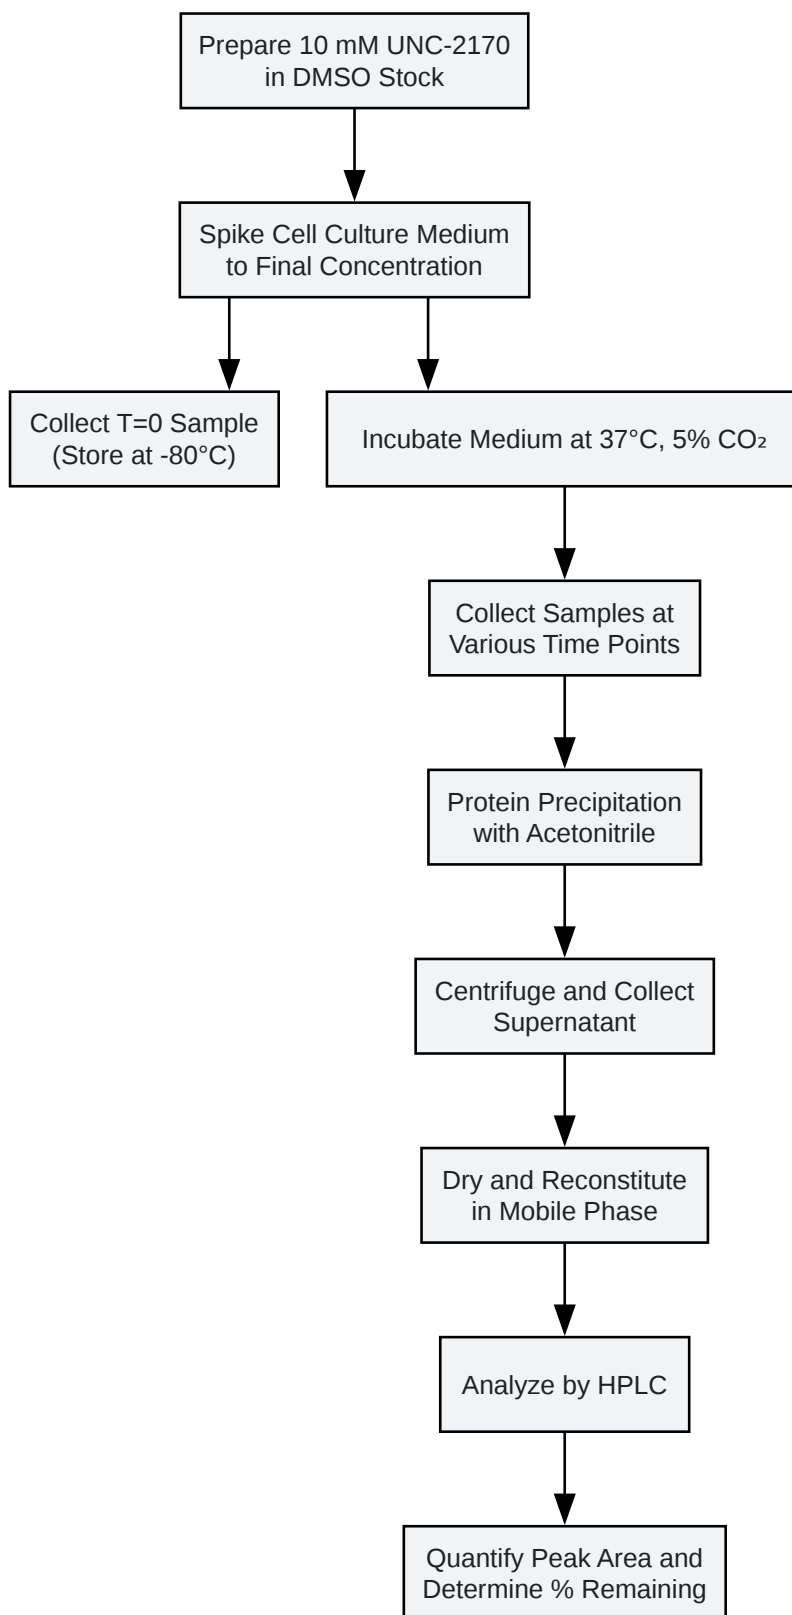 Prepare 10 mM UNC-2170
in DMSO Stock
Spike Cell Culture Medium
to Final Concentration
Collect T=0 Sample
(Store at -80°C)
Incubate Medium at 37°C, 5% CO₂
Collect Samples at
Various Time Points
Protein Precipitation
with Acetonitrile
Centrifuge and Collect
Supernatant
Dry and Reconstitute
in Mobile Phase
Analyze by HPLC
Quantify Peak Area and
Determine % Remaining